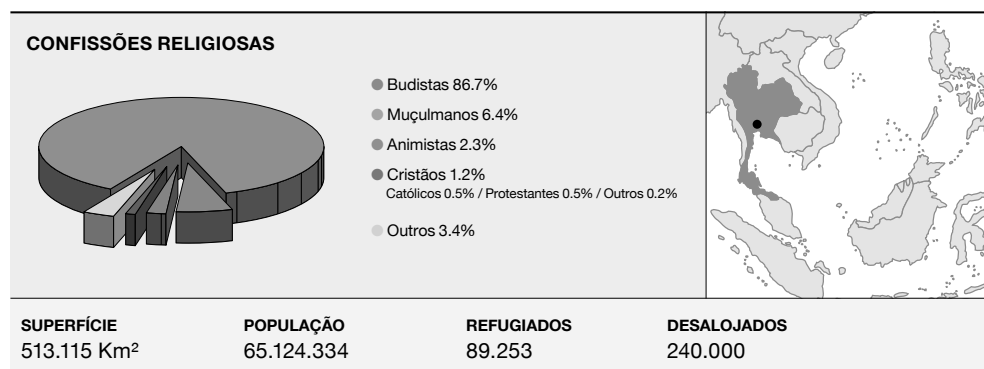 CONFISSÕES RELIGIOSAS
Budistas 86.7%
Muçulmanos 6.4%
Animistas 2.3%
Cristãos 1.2%
Católicos 0.5% / Protestantes 0.5% / Outros 0.2%
Outros 3.4%
SUPERFÍCIE
513.115 Km²
POPULAÇÃO
65.124.334
REFUGIADOS
89.253
DESALOJADOS
240.000